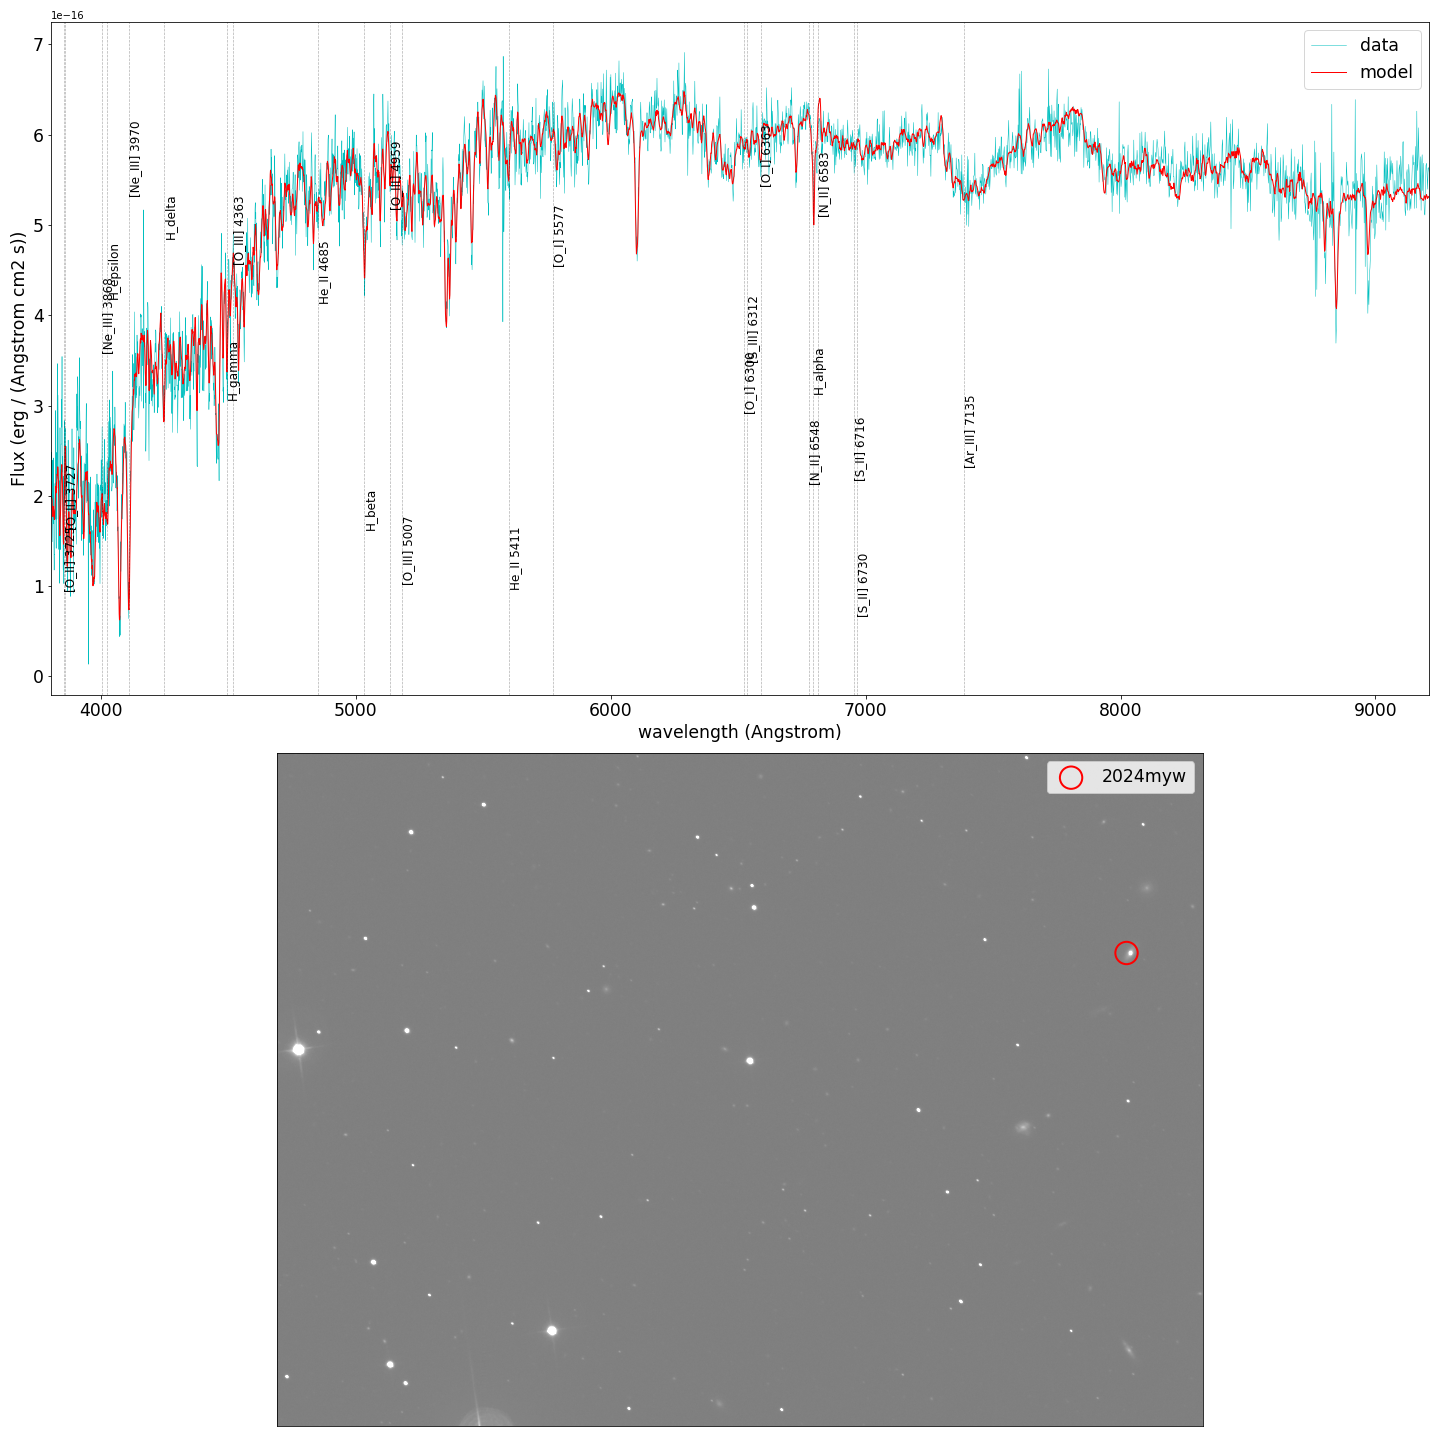 1e−16
Flux (erg / (Angstrom cm2 s))
7
6
5
4
3
2
1
0
data
model
[O_II] 3725
[O_II] 3727
[Ne_III] 3868
H_epsilon
[Ne_III] 3970
H_delta
H_gamma
[O_III] 4363
He_II 4685
H_beta
[O_III] 4959
[O_III] 5007
He_II 5411
[O_I] 5577
[O_I] 6300
[S_III] 6312
[O_I] 6363
[N_II] 6548
H_alpha
[N_II] 6583
[S_II] 6716
[S_II] 6730
[Ar_III] 7135
4000 5000 6000 7000 8000 9000
wavelength (Angstrom)
2024myw